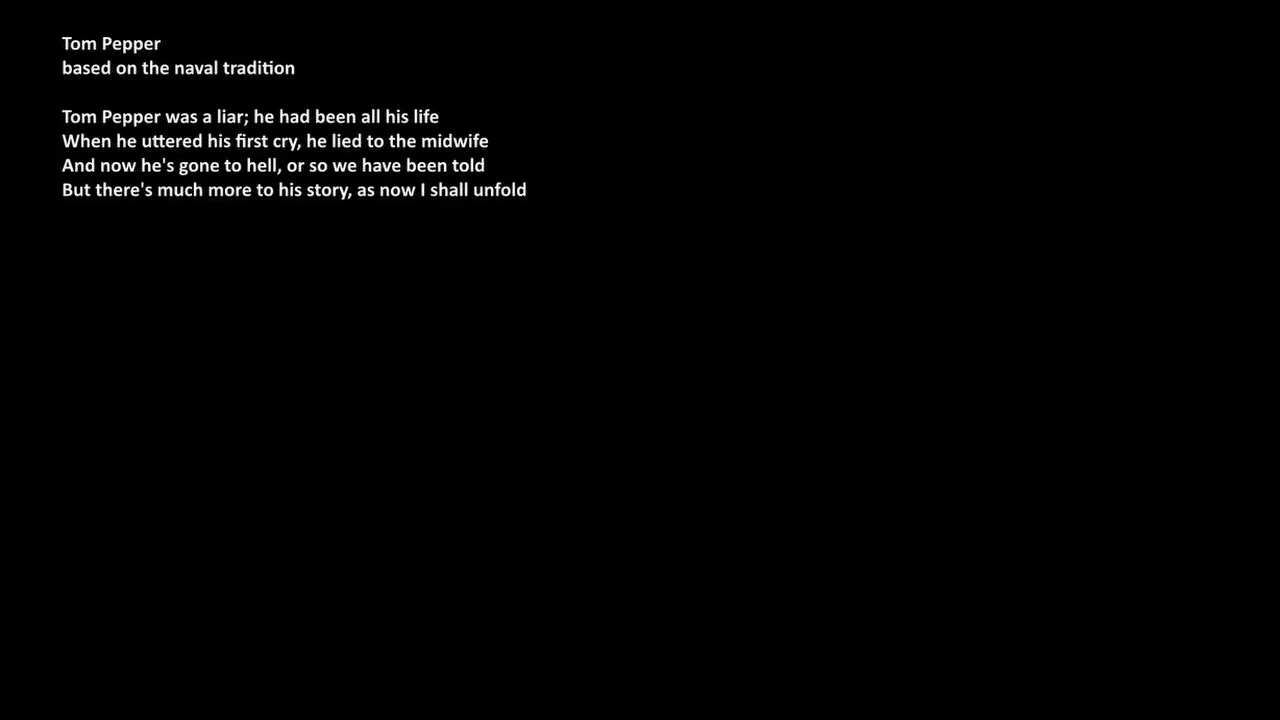 Tom Pepper
based on the naval tradition
Tom Pepper was a liar; he had been all his life
When he uttered his first cry, he lied to the midwife
And now he's gone to hell, or so we have been told
But there's much more to his story, as now I shall unfold